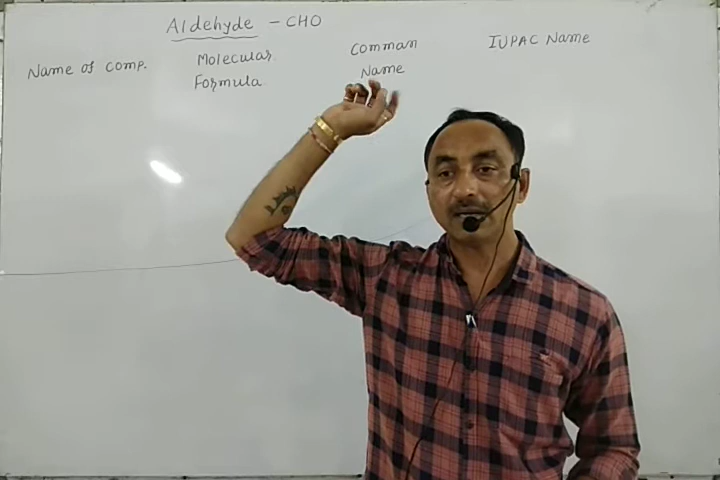 Aldehyde - CHO
Name of Comp.
Molecular
Formula
Comman
Name
IUPAC Name